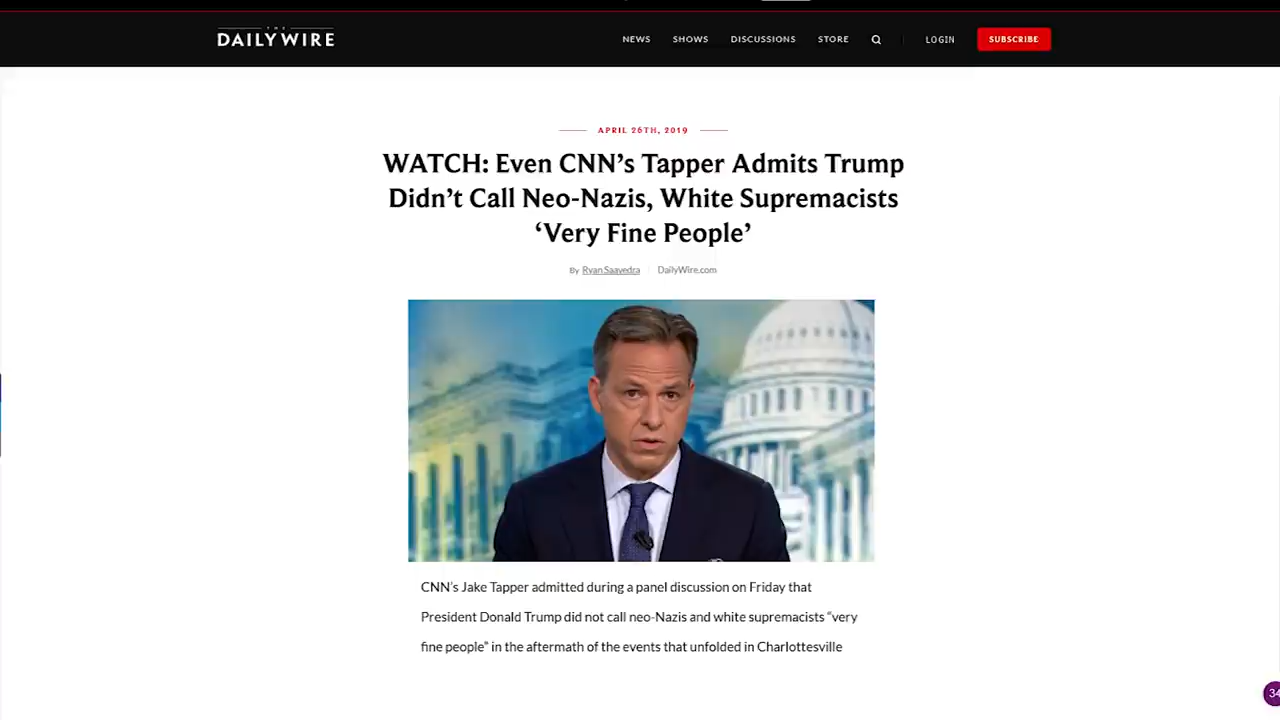 THE
DAILYWIRE
NEWS SHOWS DISCUSSIONS STORE LOGIN SUBSCRIBE
APRIL 26TH, 2019
WATCH: Even CNN’s Tapper Admits Trump
Didn’t Call Neo-Nazis, White Supremacists
‘Very Fine People’
By Ryan Saavedra DailyWire.com
CNN’s Jake Tapper admitted during a panel discussion on Friday that
President Donald Trump did not call neo-Nazis and white supremacists “very
fine people” in the aftermath of the events that unfolded in Charlottesville
34